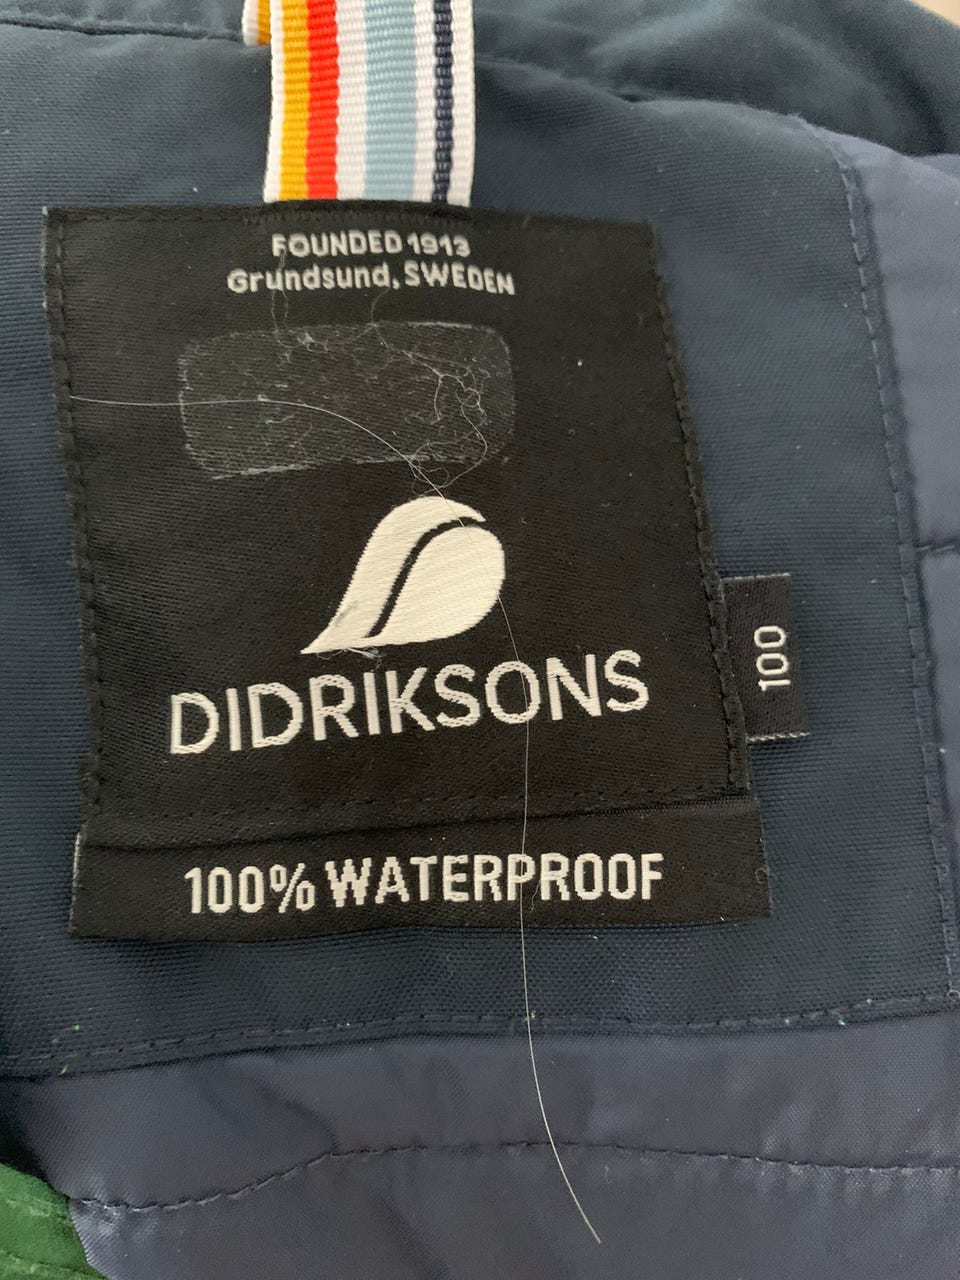 FOUNDED 1913
Grundsund, SWEDEN
DIDRIKSONS
100
100% WATERPROOF